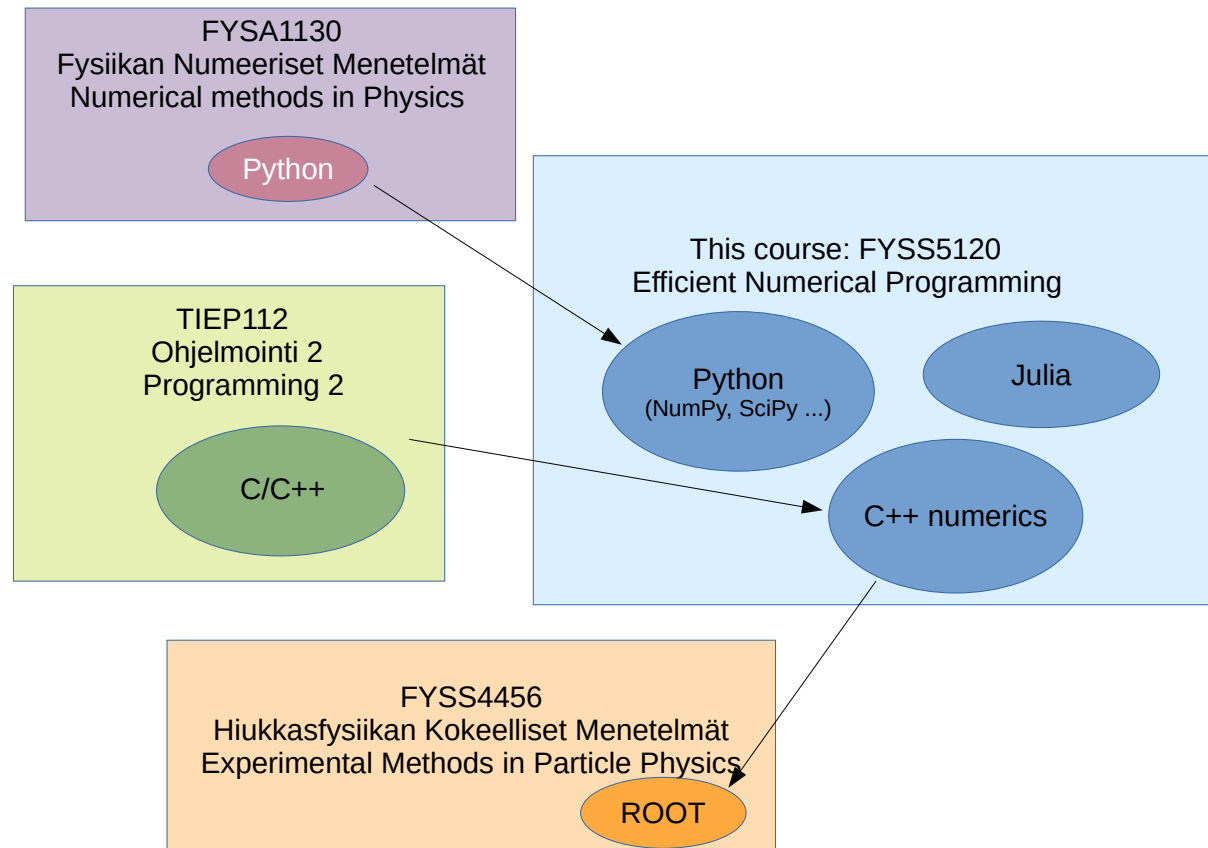 FYSA1130
Fysiikan Numeeriset Menetelmät
Numerical methods in Physics
Python
This course: FYSS5120
Efficient Numerical Programming
Python
(NumPy, SciPy ...)
Julia
C++ numerics
TIEP112
Ohjelmointi 2
Programming 2
C/C++
FYSS4456
Hiukkasfysiikan Kokeelliset Menetelmät
Experimental Methods in Particle Physics
ROOT